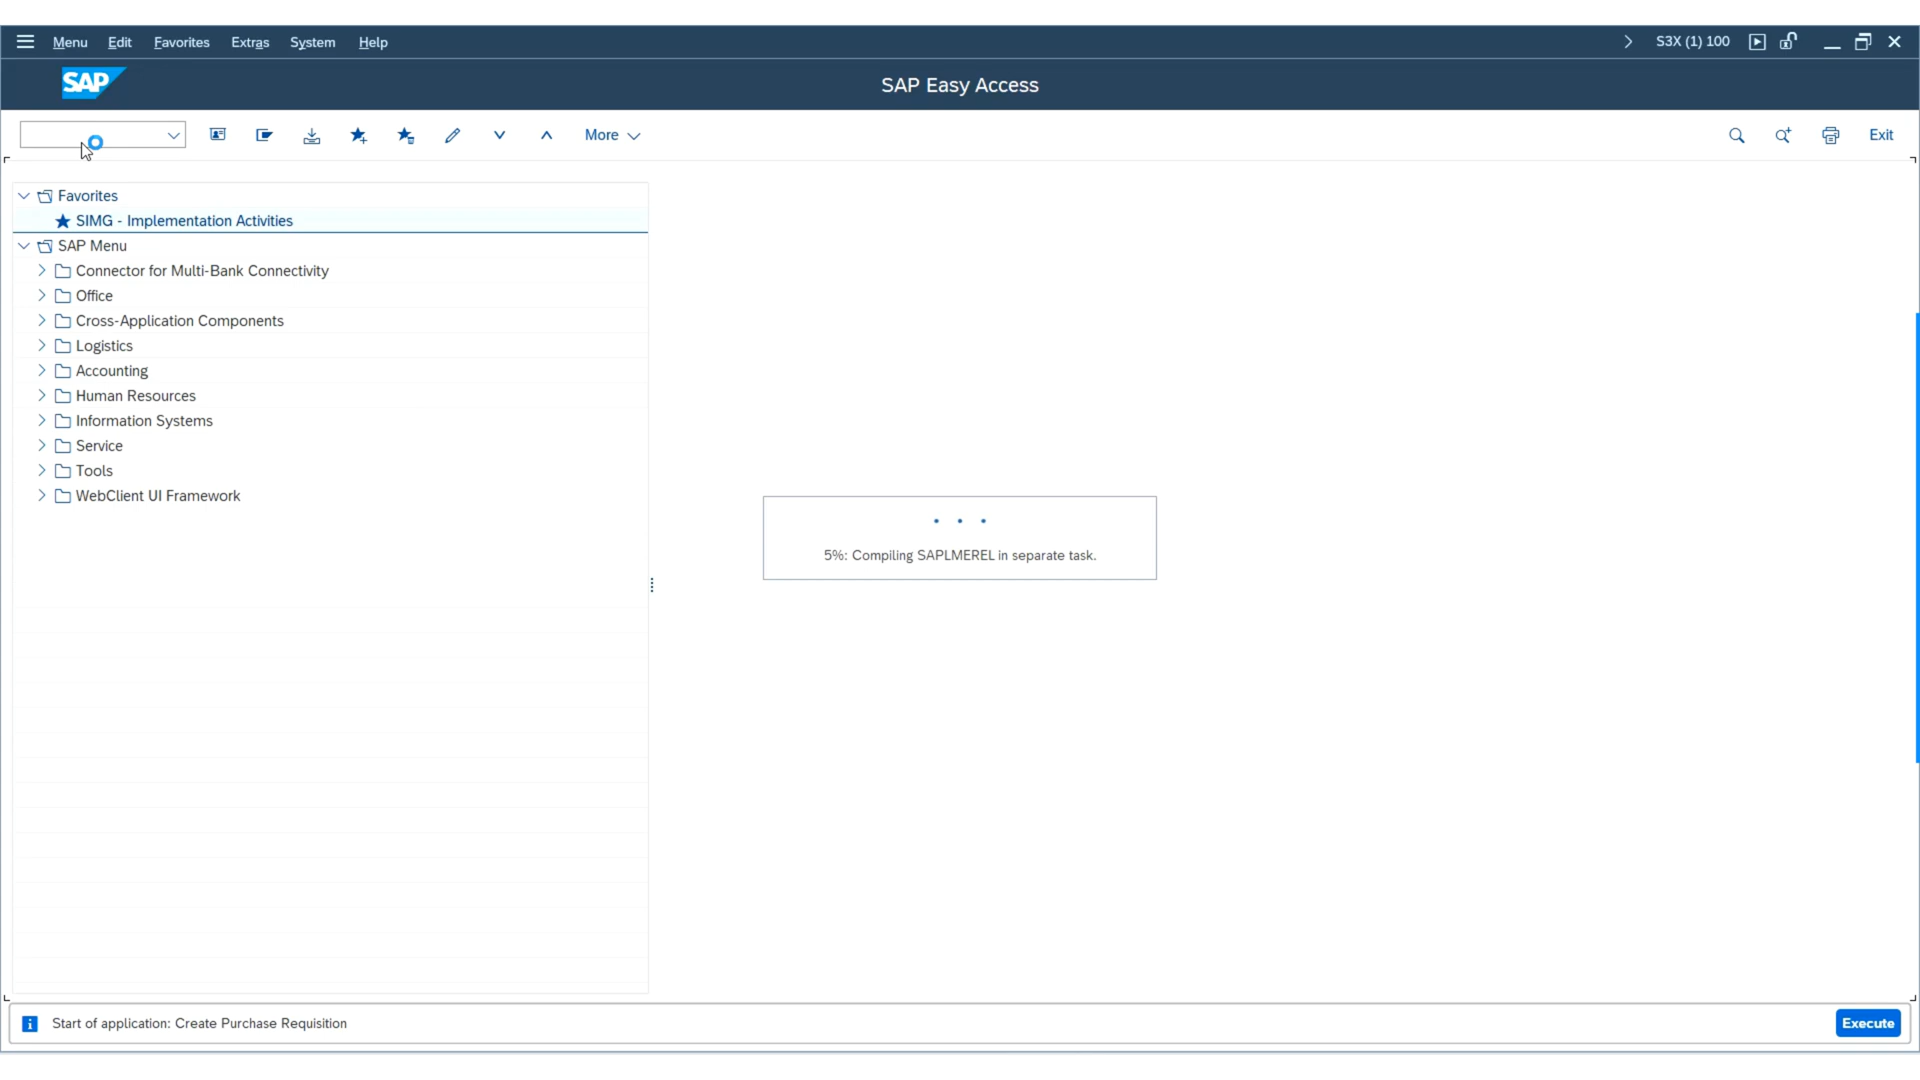 Menu Edit Favorites Extras System Help S3X (1) 100
SAP SAP Easy Access
More Exit
Favorites
SIMG - Implementation Activities
SAP Menu
Connector for Multi-Bank Connectivity
Office
Cross-Application Components
Logistics
Accounting
Human Resources
Information Systems
Service
Tools
WebClient UI Framework
5%: Compiling SAPLMEREL in separate task.
Start of application: Create Purchase Requisition Execute